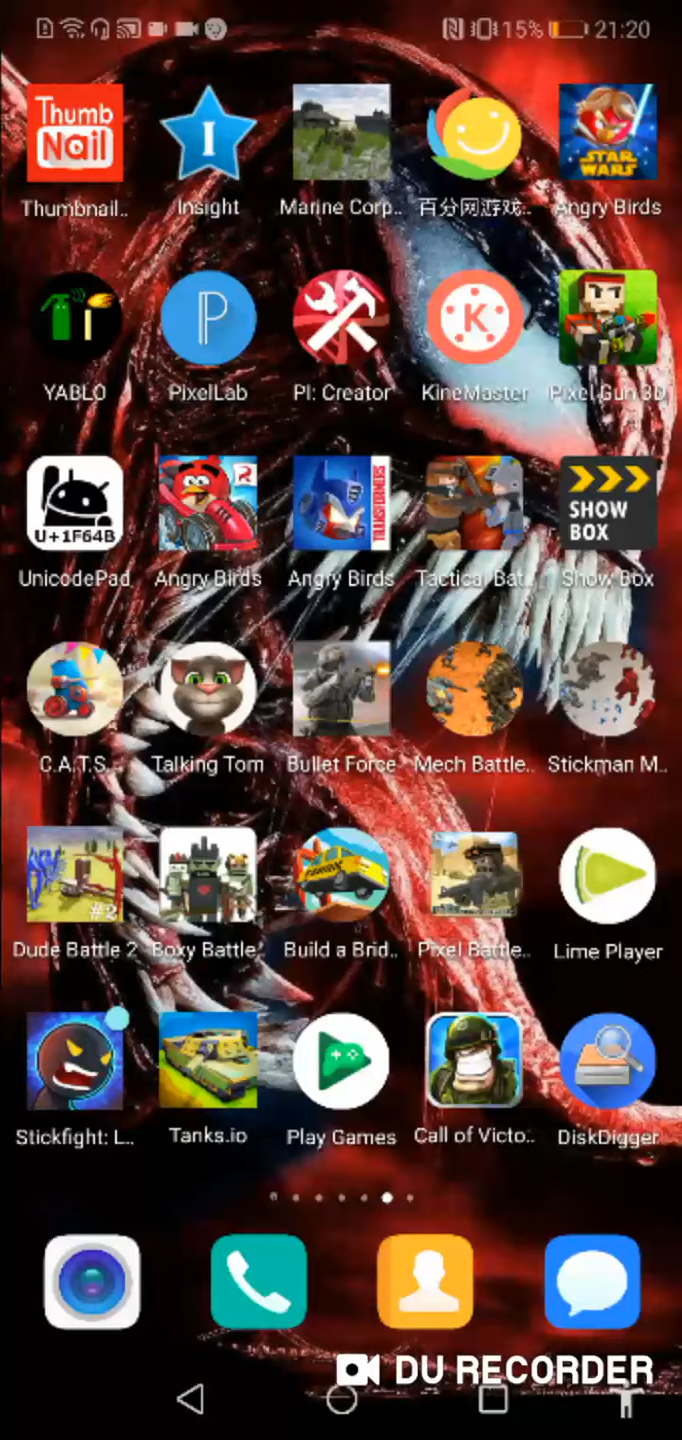 15% 21:20
Thumb
Nail
I
STAR
WARS
Thumbnail..
Insight
Marine Corp..
百分网游戏..
Angry Birds
P
K
YABLO
PixelLab
PI: Creator
KineMaster
Pixel Gun 3D
U+1F64B
R
TRANSFORMERS
SHOW
BOX
UnicodePad
Angry Birds
Angry Birds
Tactical Bat..
Show Box
C.A.T.S...
Talking Tom
Bullet Force
Mech Battle..
Stickman M..
#2
Dude Battle 2
Boxy Battle..
Build a Brid..
Pixel Battle..
Lime Player
Stickfight: L..
Tanks.io
Play Games
Call of Victo..
DiskDigger
DU RECORDER